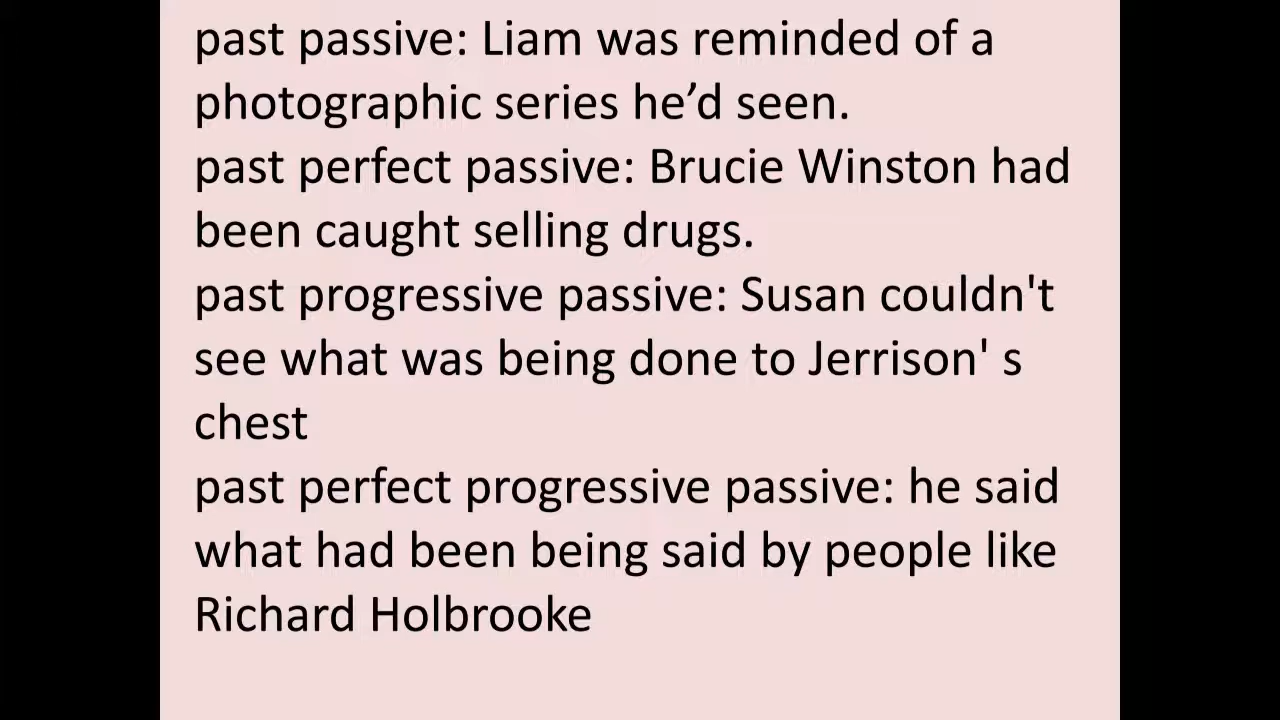 past passive: Liam was reminded of a
photographic series he’d seen.
past perfect passive: Brucie Winston had
been caught selling drugs.
past progressive passive: Susan couldn't
see what was being done to Jerrison' s
chest
past perfect progressive passive: he said
what had been being said by people like
Richard Holbrooke